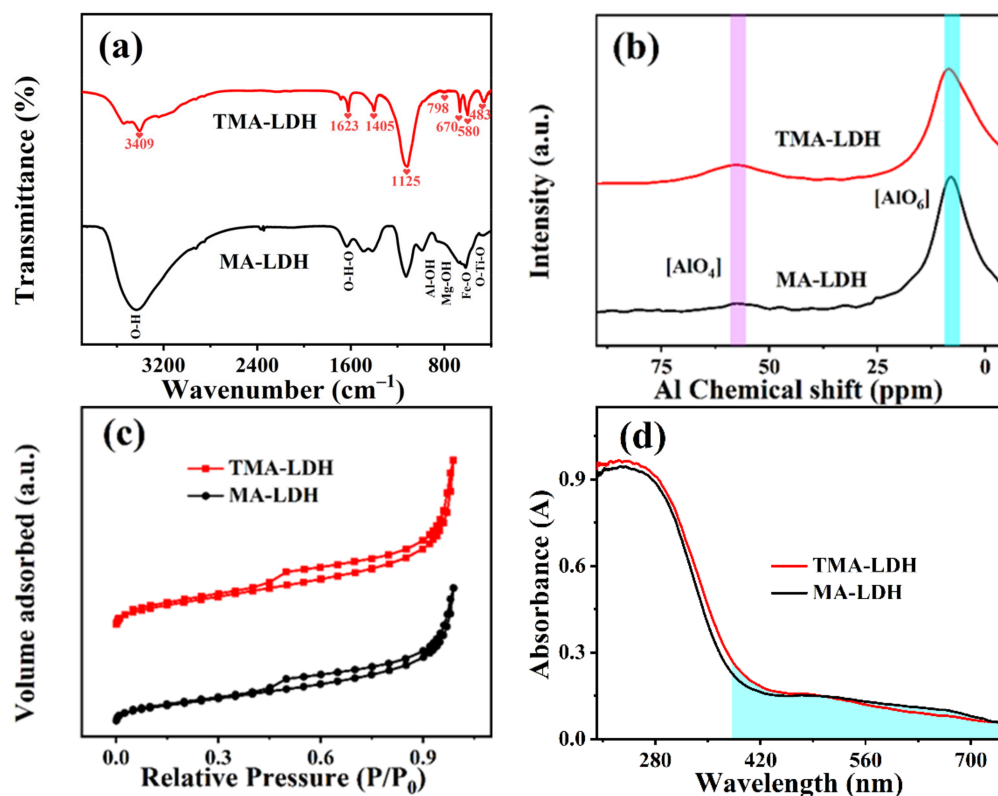 (a)
Transmittance (%)
TMA-LDH
3409
1623
1405
1125
798
670
580
483
MA-LDH
O-H
O-H-O
Al-OH
Mg-OH
Fe-O
O-Ti-O
3200 2400 1600 800
Wavenumber (cm⁻¹)
(b)
Intensity (a.u.)
TMA-LDH
[AlO₆]
[AlO₄]
MA-LDH
75 50 25 0
Al Chemical shift (ppm)
(c)
Volume adsorbed (a.u.)
TMA-LDH
MA-LDH
0.0 0.3 0.6 0.9
Relative Pressure (P/P₀)
(d)
Absorbance (A)
0.9
0.6
0.3
0.0
TMA-LDH
MA-LDH
280 420 560 700
Wavelength (nm)